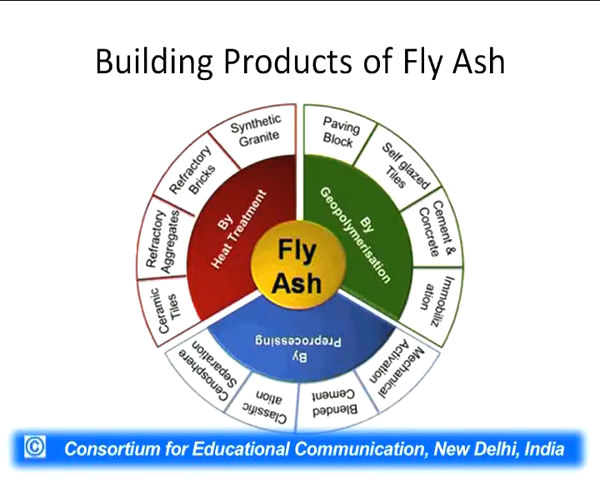 Building Products of Fly Ash
Synthetic
Granite
Refractory
Bricks
Refractory
Aggregates
Ceramic
Tiles
By
Heat Treatment
Paving
Block
Self glazed
Tiles
Cement &
Concrete
Immobiliz
ation
By
Geopolymerisation
Fly
Ash
By
Preprocessing
Mechanical
Activation
Blended
Cement
Classific
ation
Cenosphere
Separation
© Consortium for Educational Communication, New Delhi, India